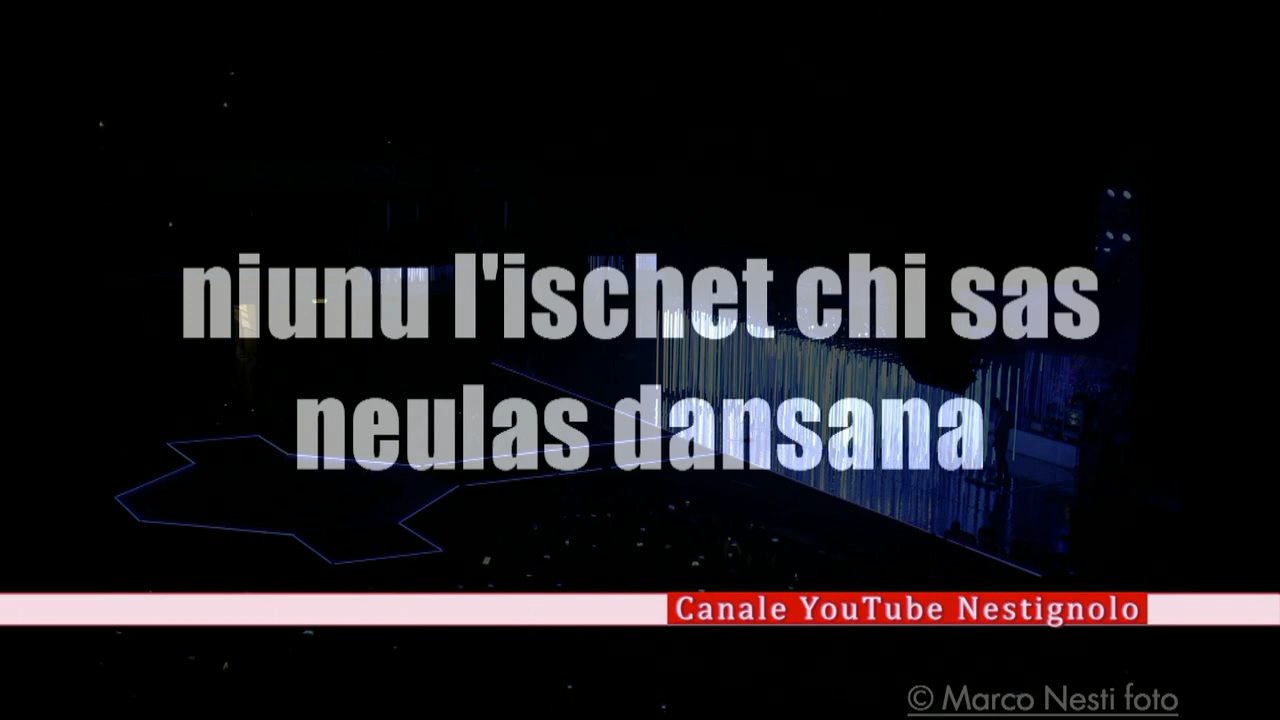 niunu l'ischet chi sas
neulas dansana
Canale YouTube Nestignolo
© Marco Nesti foto